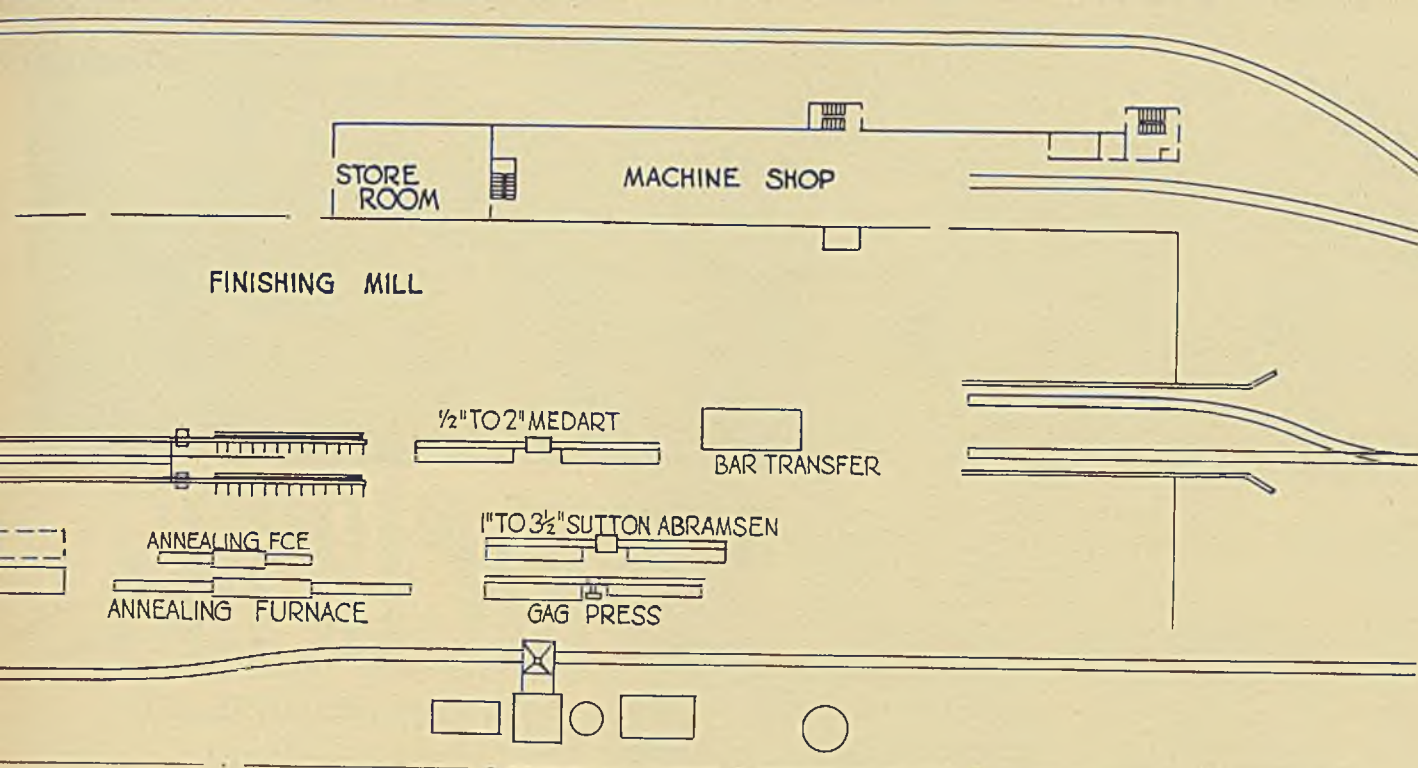 STORE
ROOM
MACHINE SHOP
FINISHING MILL
½" TO 2" MEDART
BAR TRANSFER
1" TO 3½" SUTTON ABRAMSEN
ANNEALING FCE
ANNEALING FURNACE
GAG PRESS